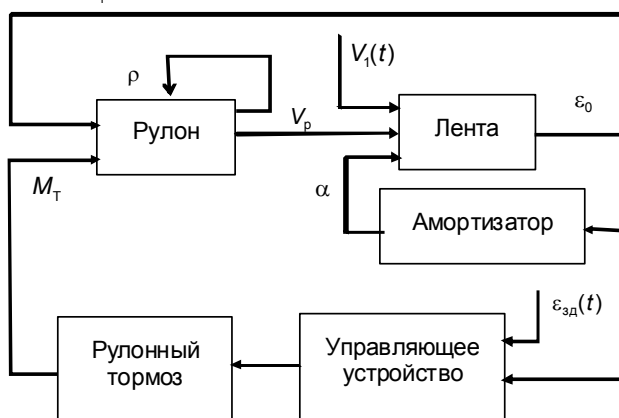 ρ
V₁(t)
Рулон
Vр
Лента
ε₀
Mт
α
Амортизатор
εзд(t)
Рулонный
тормоз
Управляющее
устройство